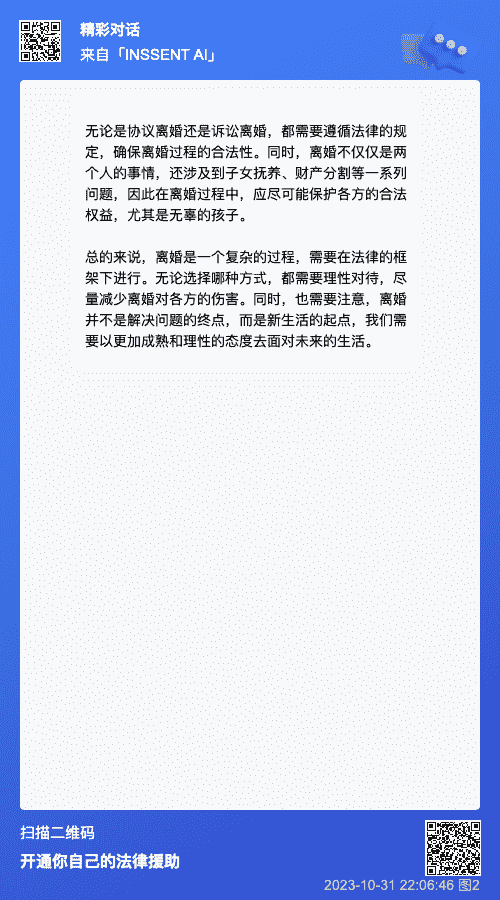 精彩对话
来自「INSSENT AI」
无论是协议离婚还是诉讼离婚，都需要遵循法律的规
定，确保离婚过程的合法性。同时，离婚不仅仅是两
个人的事情，还涉及到子女抚养、财产分割等一系列
问题，因此在离婚过程中，应尽可能保护各方的合法
权益，尤其是无辜的孩子。
总的来说，离婚是一个复杂的过程，需要在法律的框
架下进行。无论选择哪种方式，都需要理性对待，尽
量减少离婚对各方的伤害。同时，也需要注意，离婚
并不是解决问题的终点，而是新生活的起点，我们需
要以更加成熟和理性的态度去面对未来的生活。
扫描二维码
开通你自己的法律援助
2023-10-31 22:06:46 图2